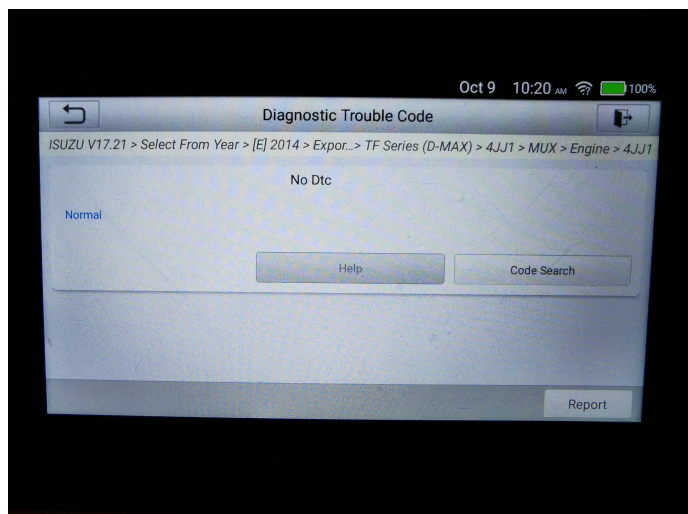 Oct 9 10:20 AM 100%
Diagnostic Trouble Code
ISUZU V17.21 > Select From Year > [E] 2014 > Expor...> TF Series (D-MAX) > 4JJ1 > MUX > Engine > 4JJ1
No Dtc
Normal
Help
Code Search
Report